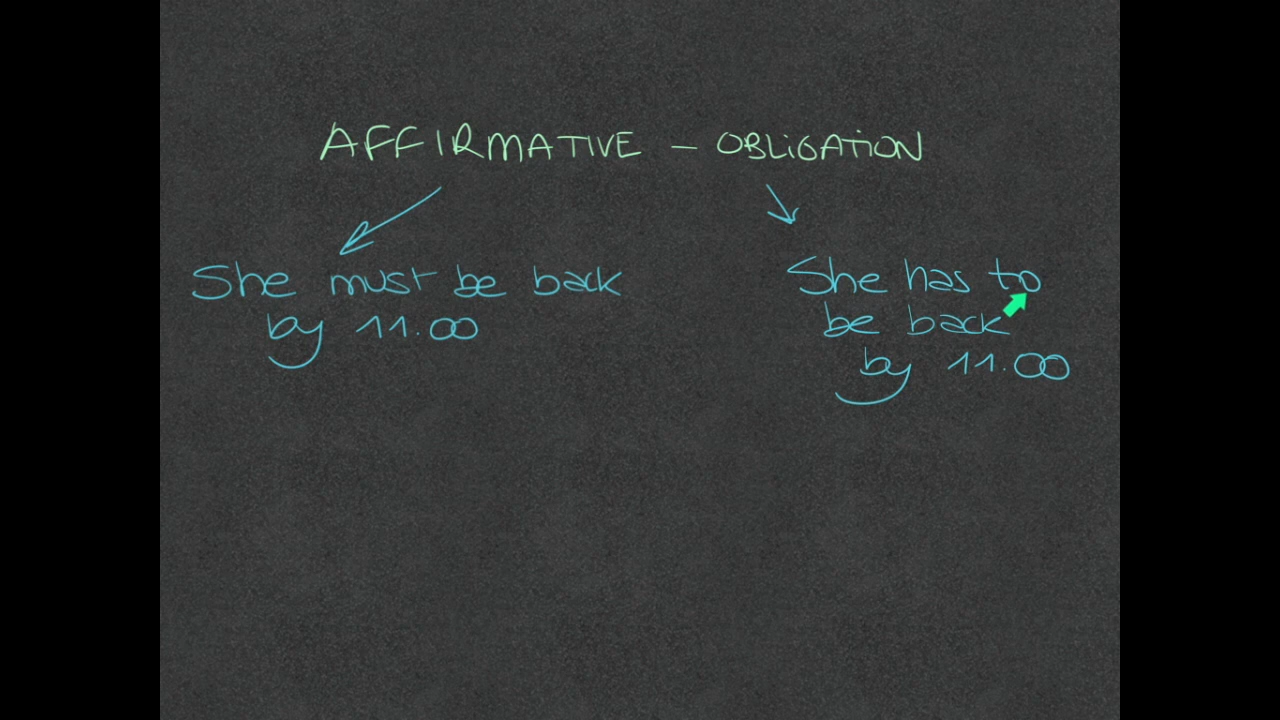 AFFIRMATIVE - OBLIGATION
She must be back
by 11.00
She has to
be back
by 11.00